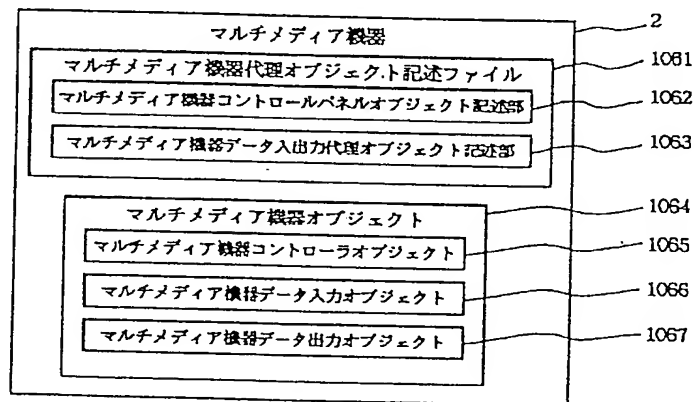 マルチメディア機器
2
マルチメディア機器代理オブジェクト記述ファイル
1061
マルチメディア機器コントロールパネルオブジェクト記述部
1062
マルチメディア機器データ入出力代理オブジェクト記述部
1063
マルチメディア機器オブジェクト
1064
マルチメディア機器コントローラオブジェクト
1065
マルチメディア機器データ入力オブジェクト
1066
マルチメディア機器データ出力オブジェクト
1067